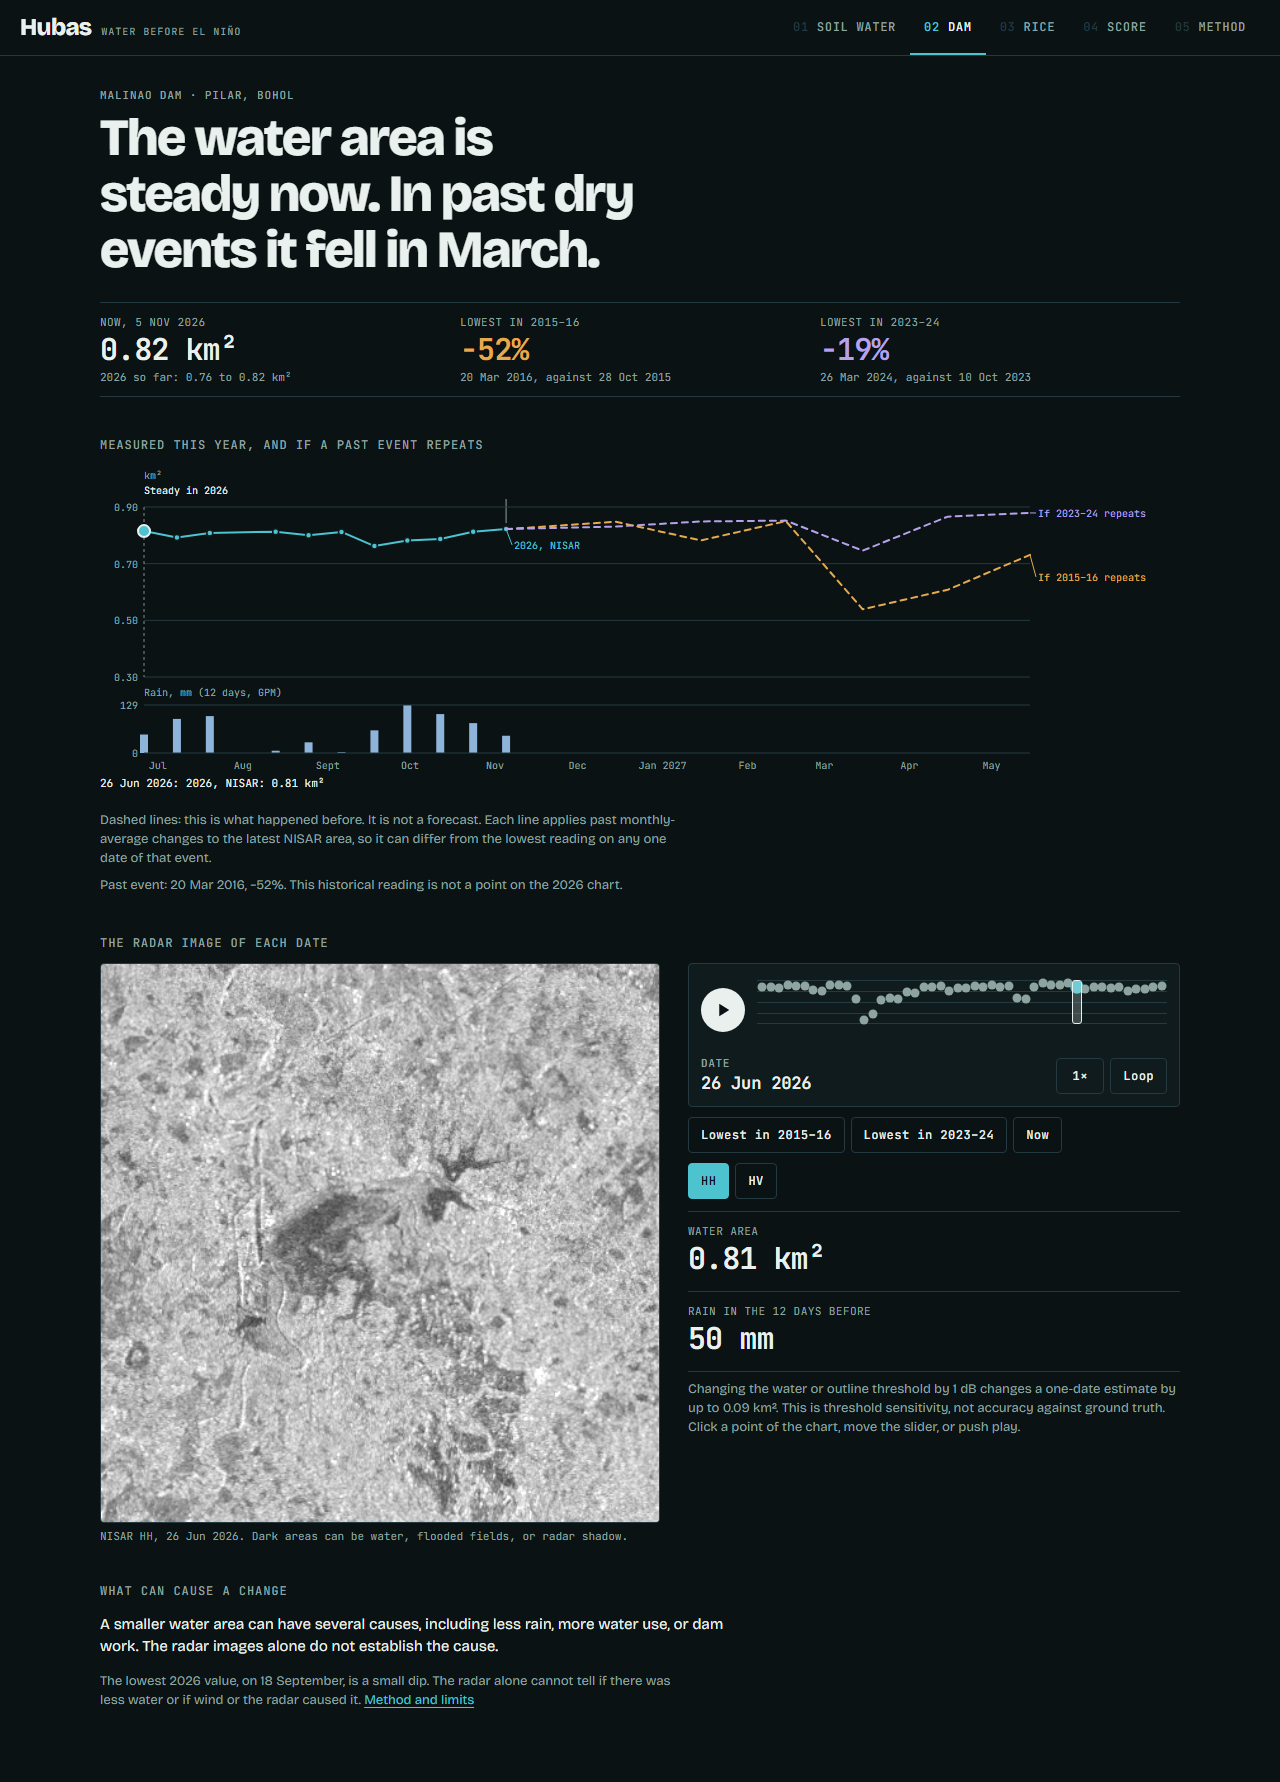 Hubas WATER BEFORE EL NIÑO
01 SOIL WATER 02 DAM 03 RICE 04 SCORE 05 METHOD
MALINAO DAM · PILAR, BOHOL
The water area is
steady now. In past dry
events it fell in March.
NOW, 5 NOV 2026
0.82 km²
2026 so far: 0.76 to 0.82 km²
LOWEST IN 2015–16
-52%
20 Mar 2016, against 28 Oct 2015
LOWEST IN 2023–24
-19%
26 Mar 2024, against 10 Oct 2023
MEASURED THIS YEAR, AND IF A PAST EVENT REPEATS
km²
Steady in 2026
0.90
0.70
0.50
0.30
2026, NISAR
If 2023–24 repeats
If 2015–16 repeats
Rain, mm (12 days, GPM)
129
0
Jul Aug Sept Oct Nov Dec Jan 2027 Feb Mar Apr May
26 Jun 2026: 2026, NISAR: 0.81 km²
Dashed lines: this is what happened before. It is not a forecast. Each line applies past monthly-
average changes to the latest NISAR area, so it can differ from the lowest reading on any one
date of that event.
Past event: 20 Mar 2016, -52%. This historical reading is not a point on the 2026 chart.
THE RADAR IMAGE OF EACH DATE
DATE
26 Jun 2026
1×
Loop
Lowest in 2015–16
Lowest in 2023–24
Now
HH
HV
WATER AREA
0.81 km²
RAIN IN THE 12 DAYS BEFORE
50 mm
Changing the water or outline threshold by 1 dB changes a one-date estimate by
up to 0.09 km². This is threshold sensitivity, not accuracy against ground truth.
Click a point of the chart, move the slider, or push play.
NISAR HH, 26 Jun 2026. Dark areas can be water, flooded fields, or radar shadow.
WHAT CAN CAUSE A CHANGE
A smaller water area can have several causes, including less rain, more water use, or dam
work. The radar images alone do not establish the cause.
The lowest 2026 value, on 18 September, is a small dip. The radar alone cannot tell if there was
less water or if wind or the radar caused it. Method and limits